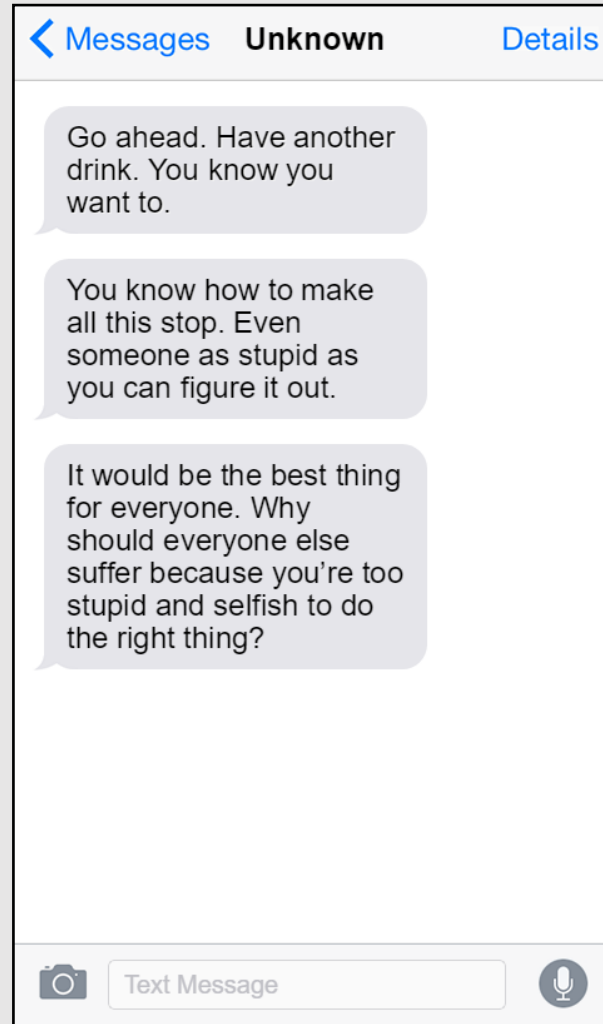 Messages Unknown Details
Go ahead. Have another
drink. You know you
want to.
You know how to make
all this stop. Even
someone as stupid as
you can figure it out.
It would be the best thing
for everyone. Why
should everyone else
suffer because you’re too
stupid and selfish to do
the right thing?
Text Message